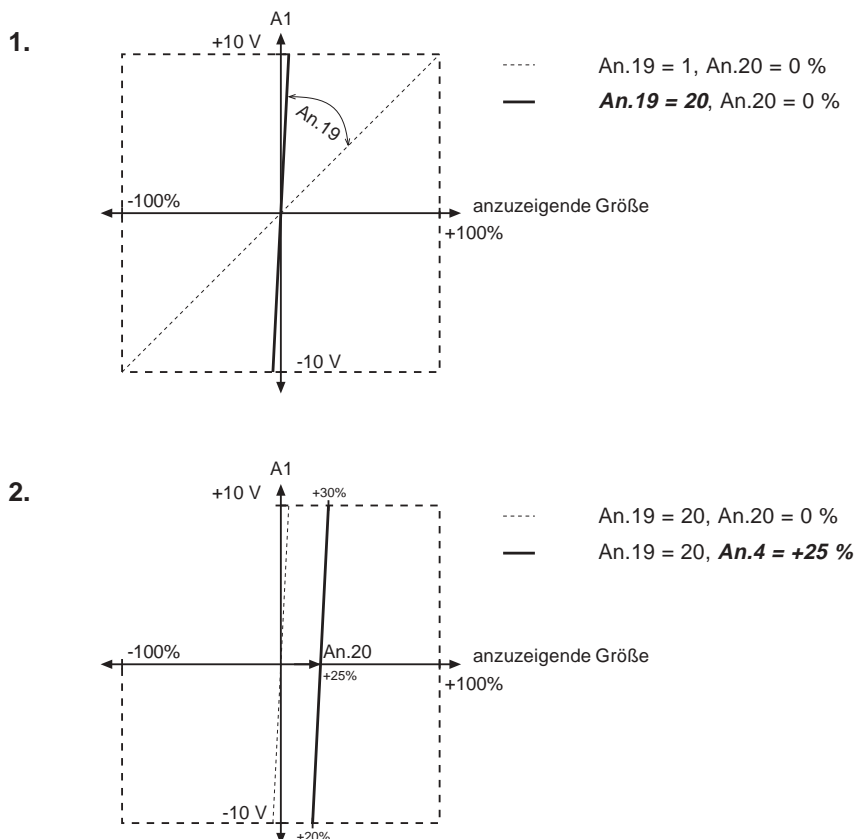 1.
A1
+10 V
An.19 = 1, An.20 = 0 %
An.19 = 20, An.20 = 0 %
An.19
-100%
anzuzeigende Größe
+100%
-10 V
2.
A1
+10 V
+30%
An.19 = 20, An.20 = 0 %
An.19 = 20, An.4 = +25 %
-100%
An.20
anzuzeigende Größe
+25%
+100%
-10 V
+20%